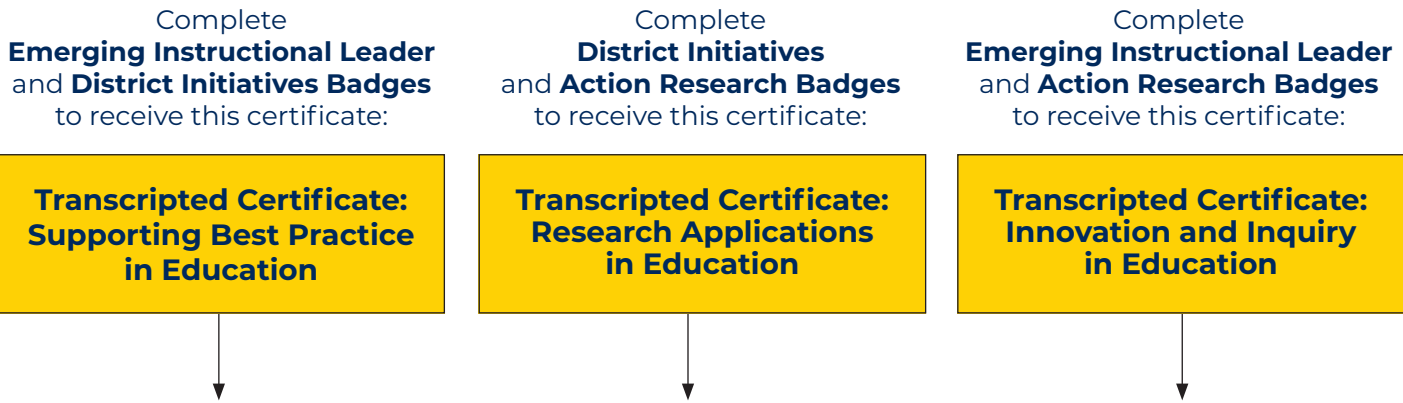 Complete
Emerging Instructional Leader
and District Initiatives Badges
to receive this certificate:
Transcripted Certificate:
Supporting Best Practice
in Education
Complete
District Initiatives
and Action Research Badges
to receive this certificate:
Transcripted Certificate:
Research Applications
in Education
Complete
Emerging Instructional Leader
and Action Research Badges
to receive this certificate:
Transcripted Certificate:
Innovation and Inquiry
in Education